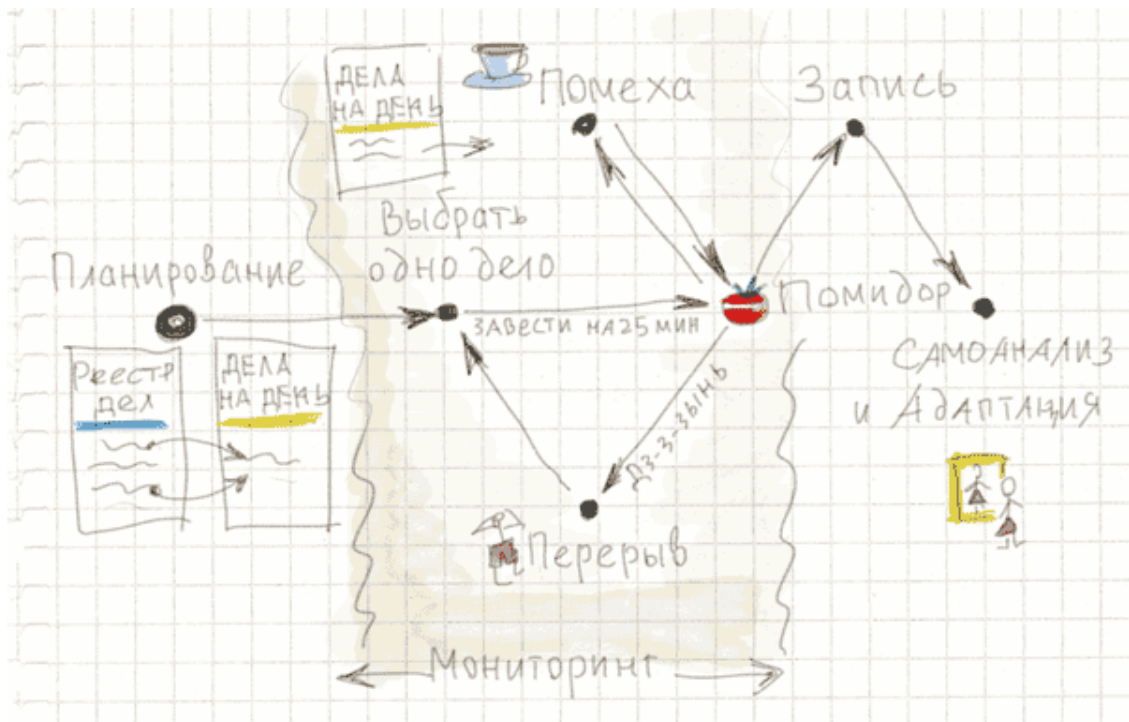 ДЕЛА
НА ДЕНЬ
Помеха
Запись
Выбрать
одно дело
Планирование
ЗАВЕСТИ НА 25 МИН
Помидор
Реестр
дел
ДЕЛА
НА ДЕНЬ
ДЗ-З-ЗЫНЬ
САМОАНАЛИЗ
и АДАПТАЦИЯ
Перерыв
Мониторинг